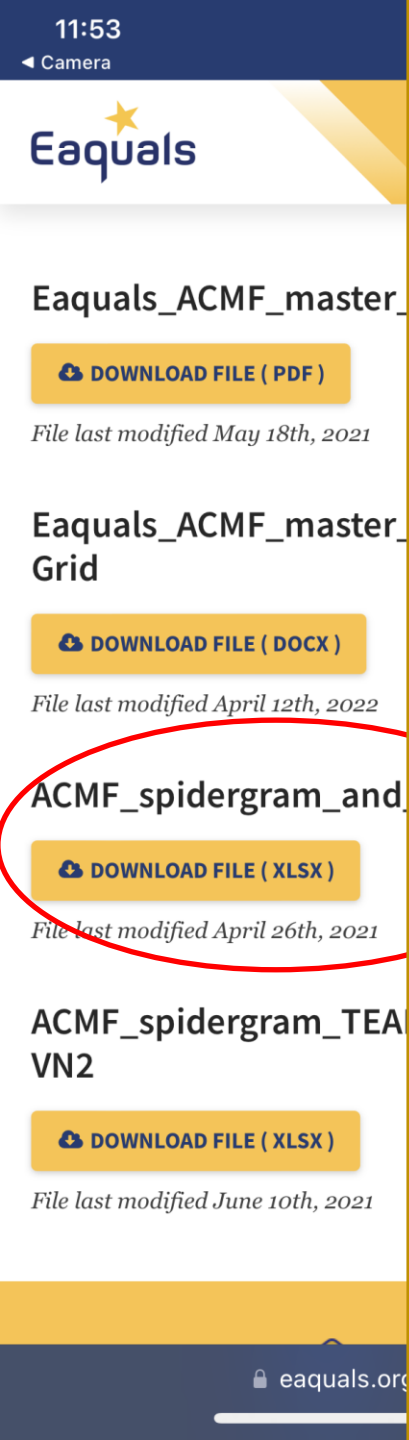 11:53
◀ Camera
Eaquals
Eaquals_ACMF_master_
DOWNLOAD FILE ( PDF )
File last modified May 18th, 2021
Eaquals_ACMF_master_
Grid
DOWNLOAD FILE ( DOCX )
File last modified April 12th, 2022
ACMF_spidergram_and_
DOWNLOAD FILE ( XLSX )
File last modified April 26th, 2021
ACMF_spidergram_TEA
VN2
DOWNLOAD FILE ( XLSX )
File last modified June 10th, 2021
eaquals.org